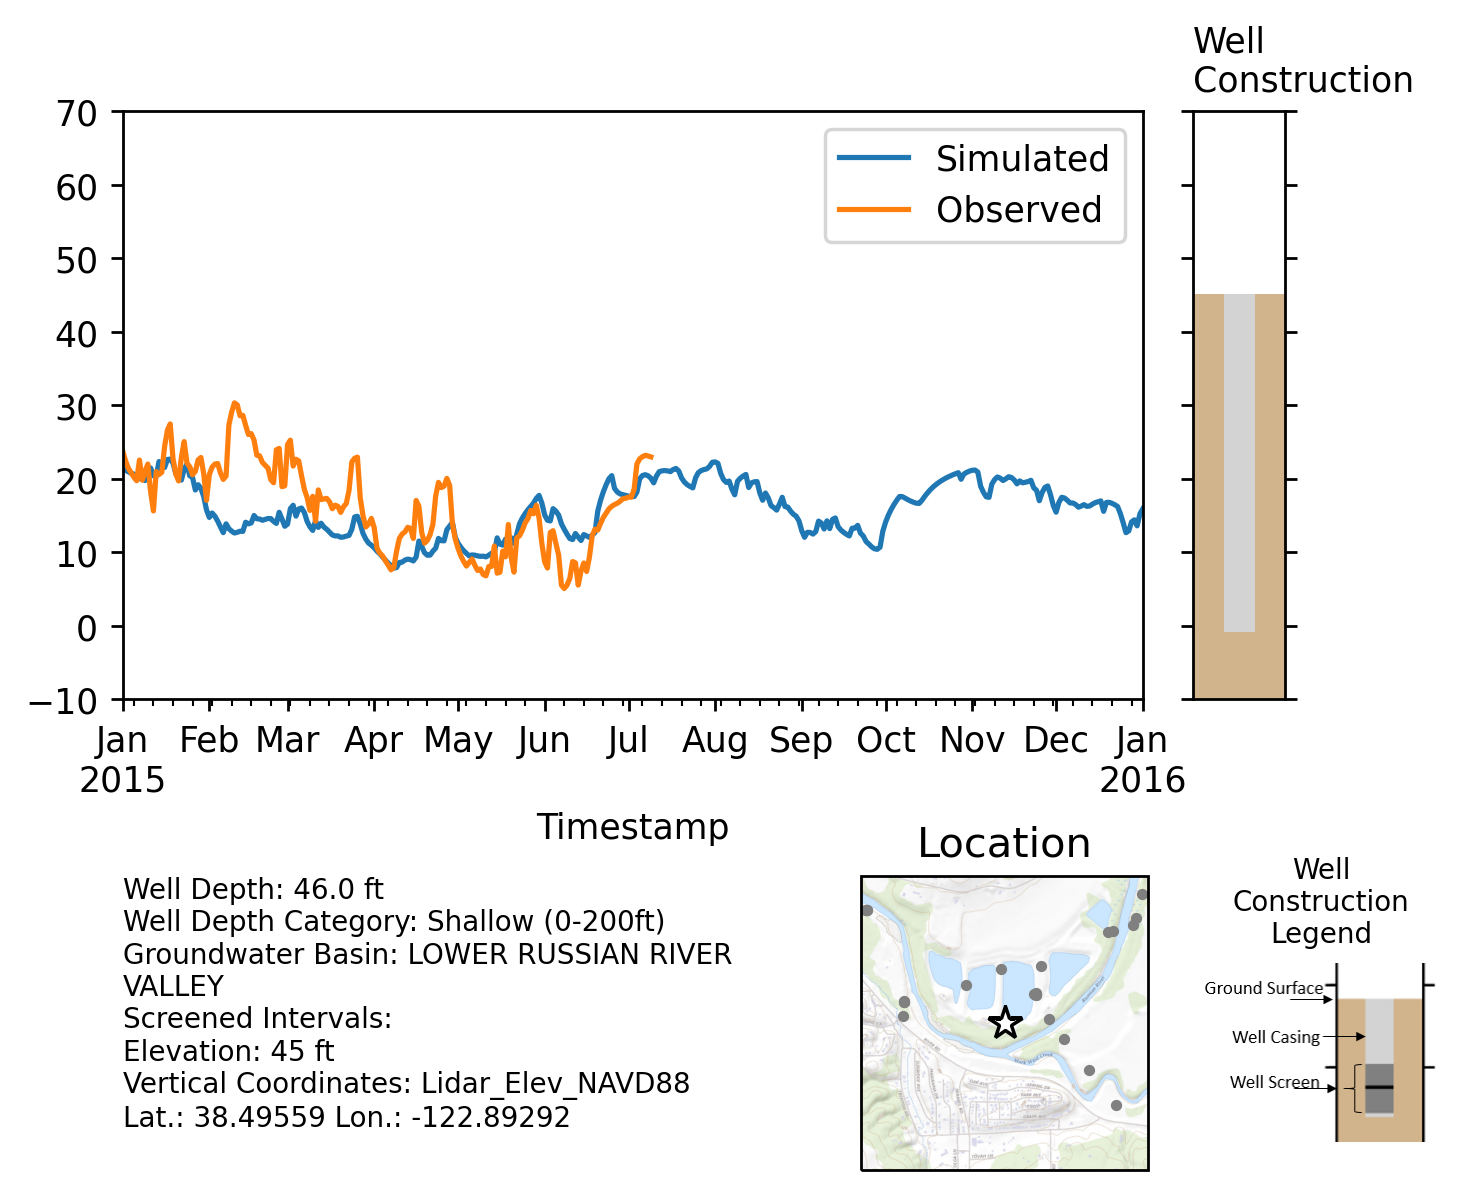 Well
Construction
70
60
50
40
30
20
10
0
−10
Simulated
Observed
Jan Feb Mar Apr May Jun Jul Aug Sep Oct Nov Dec Jan
2015 2016
Timestamp
Well Depth: 46.0 ft
Well Depth Category: Shallow (0-200ft)
Groundwater Basin: LOWER RUSSIAN RIVER
VALLEY
Screened Intervals:
Elevation: 45 ft
Vertical Coordinates: Lidar_Elev_NAVD88
Lat.: 38.49559 Lon.: -122.89292
Location
Well
Construction
Legend
Ground Surface
Well Casing
Well Screen